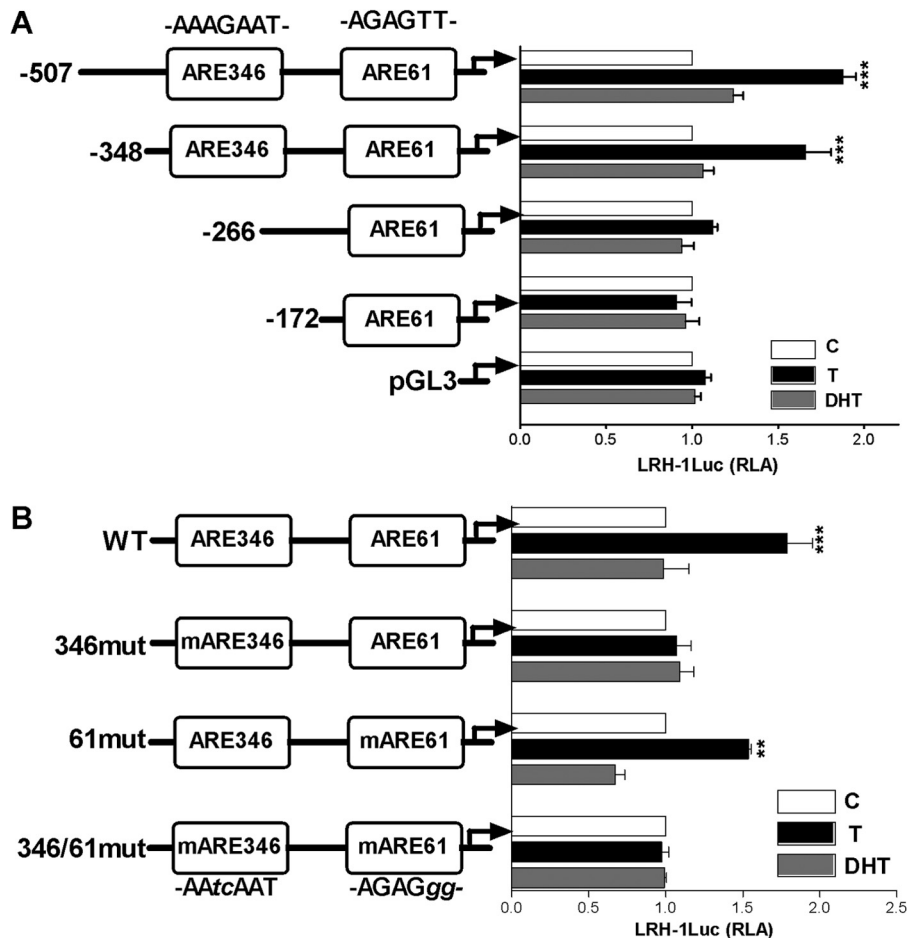 A
-AAAGAAT- -AGAGTT-
-507 ARE346 ARE61 ***
-348 ARE346 ARE61 ***
-266 ARE61
-172 ARE61
pGL3
C
T
DHT
0.0 0.5 1.0 1.5 2.0
LRH-1Luc (RLA)
B
WT ARE346 ARE61 ***
346mut mARE346 ARE61
61mut ARE346 mARE61 **
346/61mut mARE346 mARE61
-AAtcAAT -AGAGgg-
C
T
DHT
0.0 0.5 1.0 1.5 2.0 2.5
LRH-1Luc (RLA)